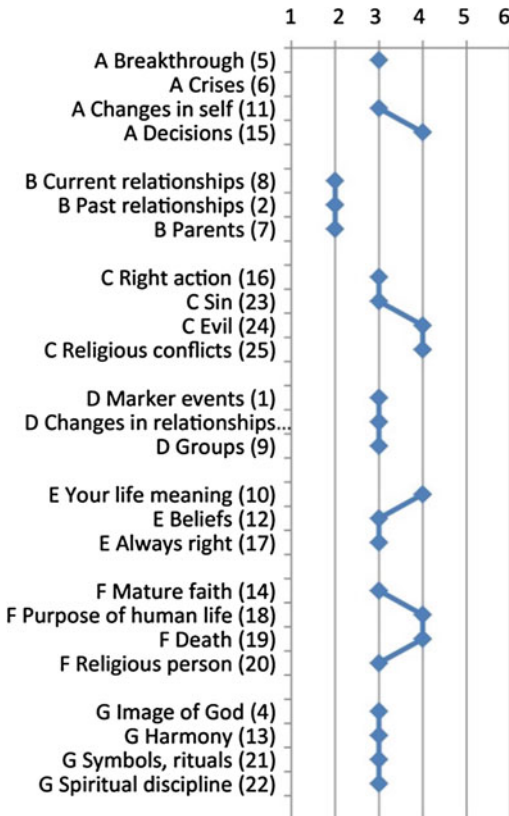 1 2 3 4 5 6
A Breakthrough (5)
A Crises (6)
A Changes in self (11)
A Decisions (15)
B Current relationships (8)
B Past relationships (2)
B Parents (7)
C Right action (16)
C Sin (23)
C Evil (24)
C Religious conflicts (25)
D Marker events (1)
D Changes in relationships...
D Groups (9)
E Your life meaning (10)
E Beliefs (12)
E Always right (17)
F Mature faith (14)
F Purpose of human life (18)
F Death (19)
F Religious person (20)
G Image of God (4)
G Harmony (13)
G Symbols, rituals (21)
G Spiritual discipline (22)